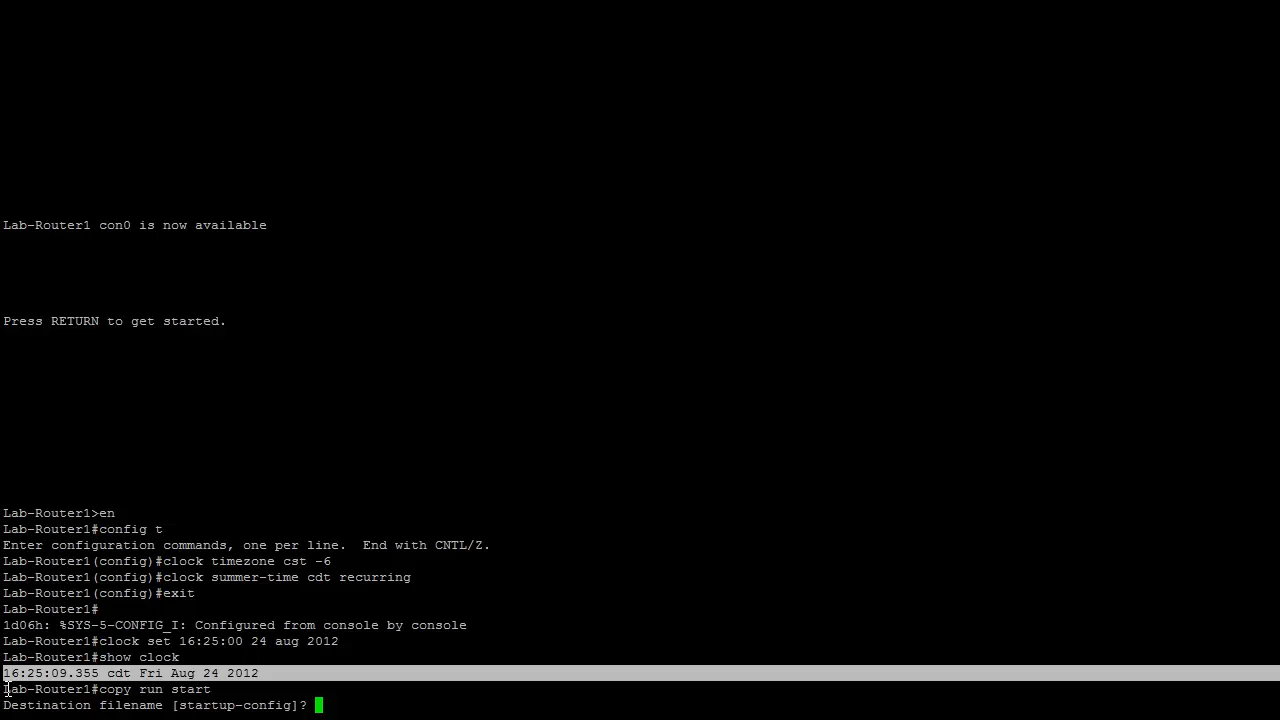 Lab-Router1 con0 is now available
Press RETURN to get started.
Lab-Router1>en
Lab-Router1#config t
Enter configuration commands, one per line.  End with CNTL/Z.
Lab-Router1(config)#clock timezone cst -6
Lab-Router1(config)#clock summer-time cdt recurring
Lab-Router1(config)#exit
Lab-Router1#
1d06h: %SYS-5-CONFIG_I: Configured from console by console
Lab-Router1#clock set 16:25:00 24 aug 2012
Lab-Router1#show clock
16:25:09.355 cdt Fri Aug 24 2012
Lab-Router1#copy run start
Destination filename [startup-config]?